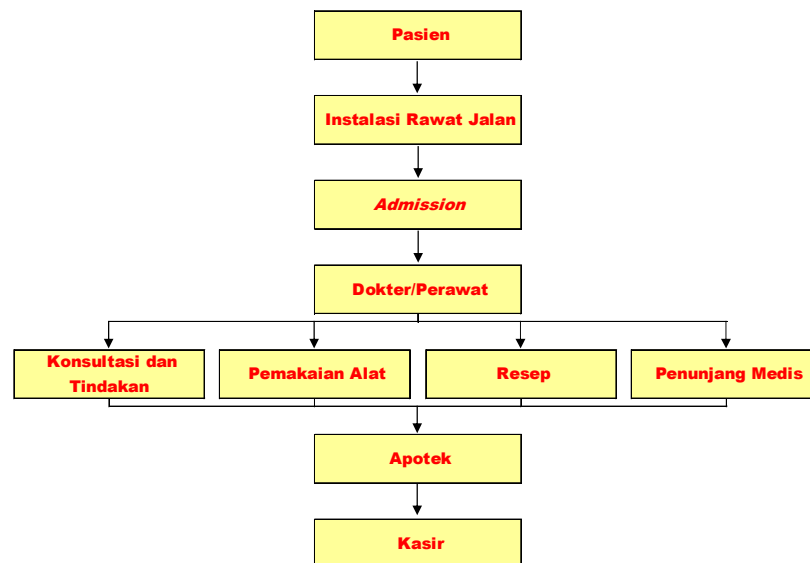 Pasien
Instalasi Rawat Jalan
Admission
Dokter/Perawat
Konsultasi dan
Tindakan
Pemakaian Alat
Resep
Penunjang Medis
Apotek
Kasir